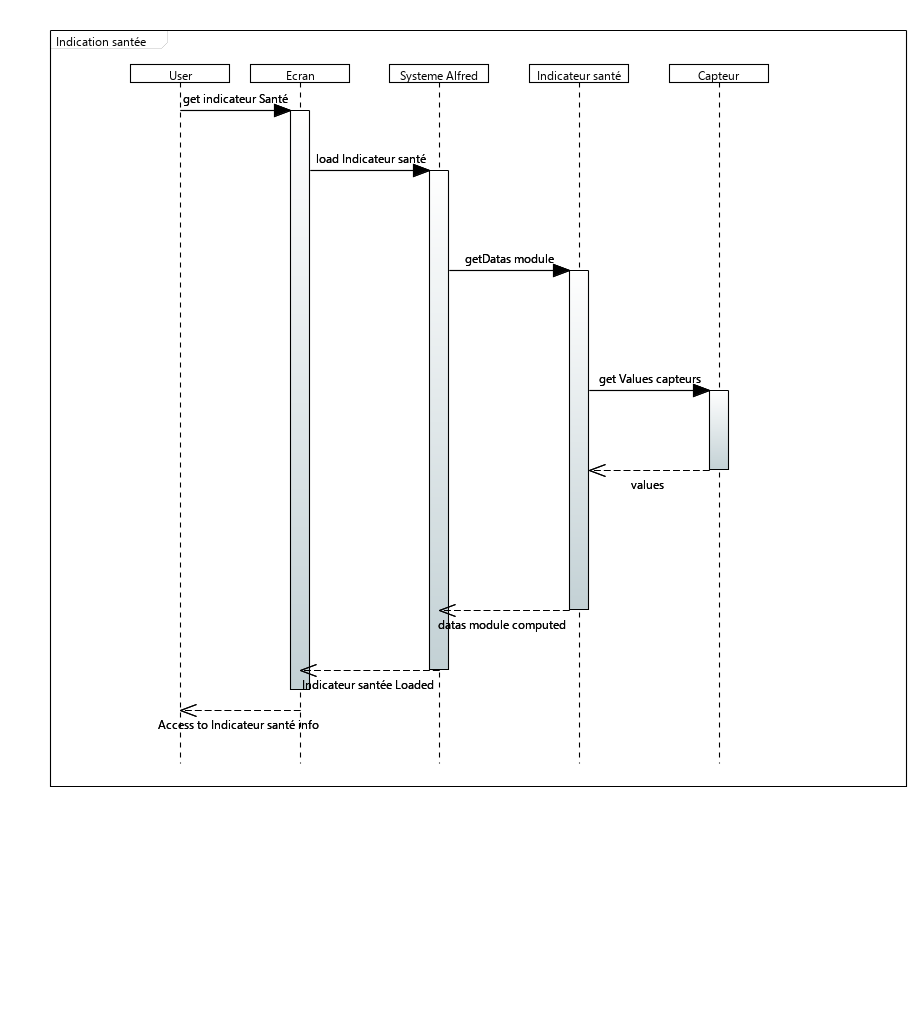 Indication santée
User
Ecran
Systeme Alfred
Indicateur santé
Capteur
get indicateur Santé
load Indicateur santé
getDatas module
get Values capteurs
values
datas module computed
Indicateur santée Loaded
Access to Indicateur santé info